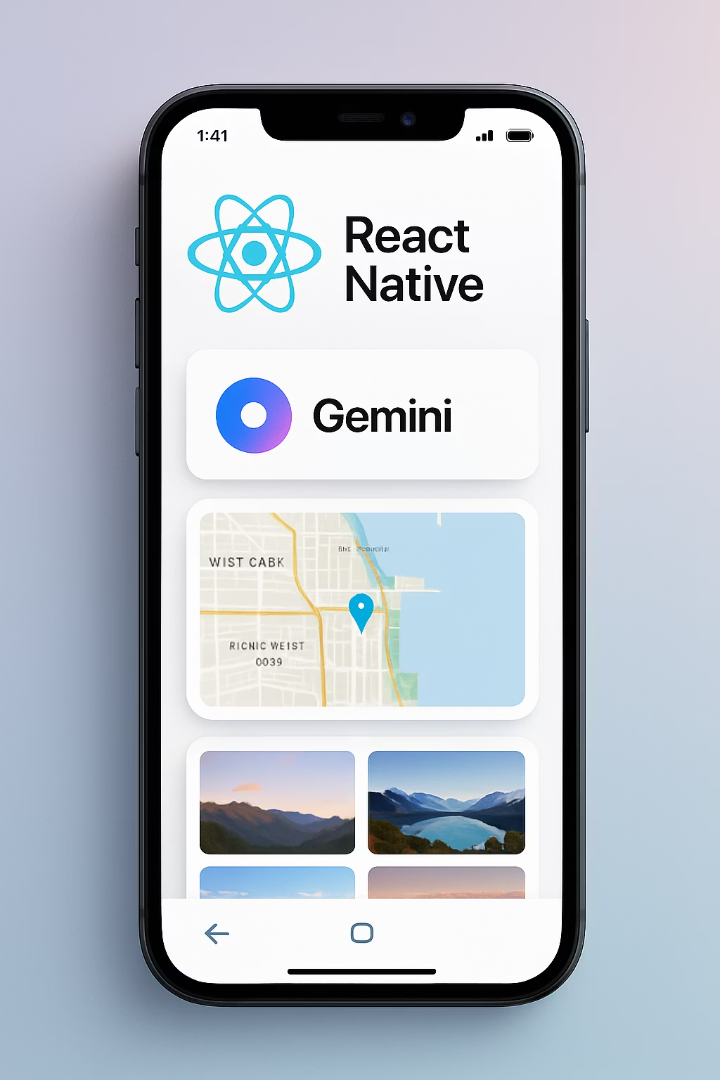 1:41
React
Native
Gemini
WIST CABK
RICNIC WEIST
0039